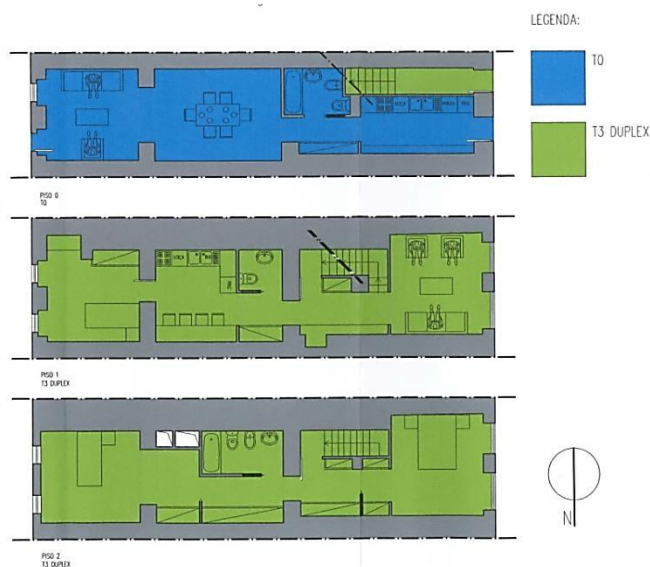 LEGENDA:
T0
T3 DUPLEX
PISO 0
T0
PISO 1
T3 DUPLEX
PISO 2
T3 DUPLEX
N